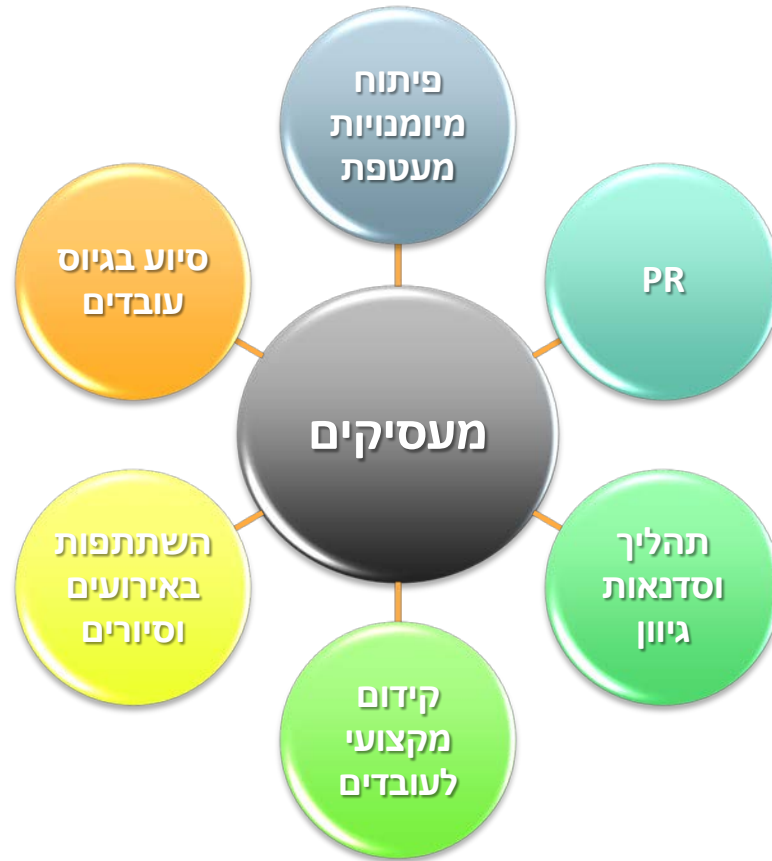 פיתוח
מיומנויות
מעטפת
PR
תהליך
וסדנאות
גיוון
קידום
מקצועי
לעובדים
השתתפות
באירועים
וסיורים
סיוע בגיוס
עובדים
מעסיקים